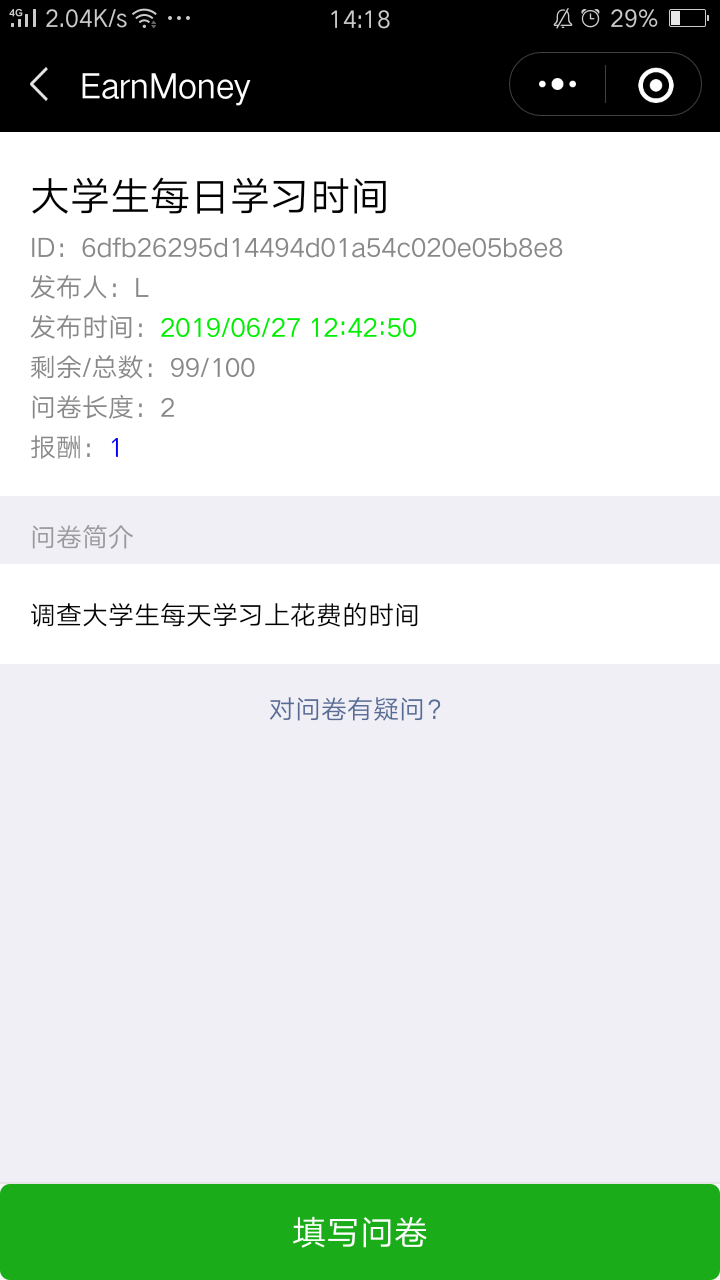 4G 2.04K/s ... 14:18 29%
EarnMoney
大学生每日学习时间
ID：6dfb26295d14494d01a54c020e05b8e8
发布人：L
发布时间：2019/06/27 12:42:50
剩余/总数：99/100
问卷长度：2
报酬：1
问卷简介
调查大学生每天学习上花费的时间
对问卷有疑问？
填写问卷